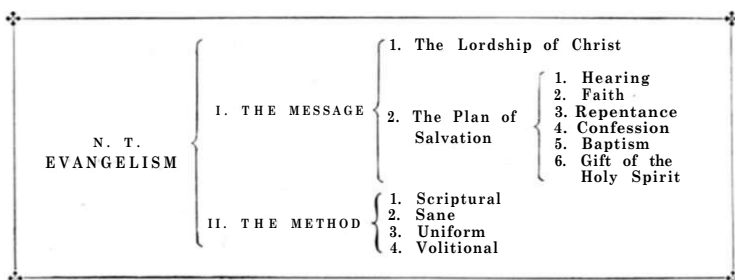 N. T.
EVANGELISM
I. THE MESSAGE
1. The Lordship of Christ
2. The Plan of
Salvation
1. Hearing
2. Faith
3. Repentance
4. Confession
5. Baptism
6. Gift of the
Holy Spirit
II. THE METHOD
1. Scriptural
2. Sane
3. Uniform
4. Volitional